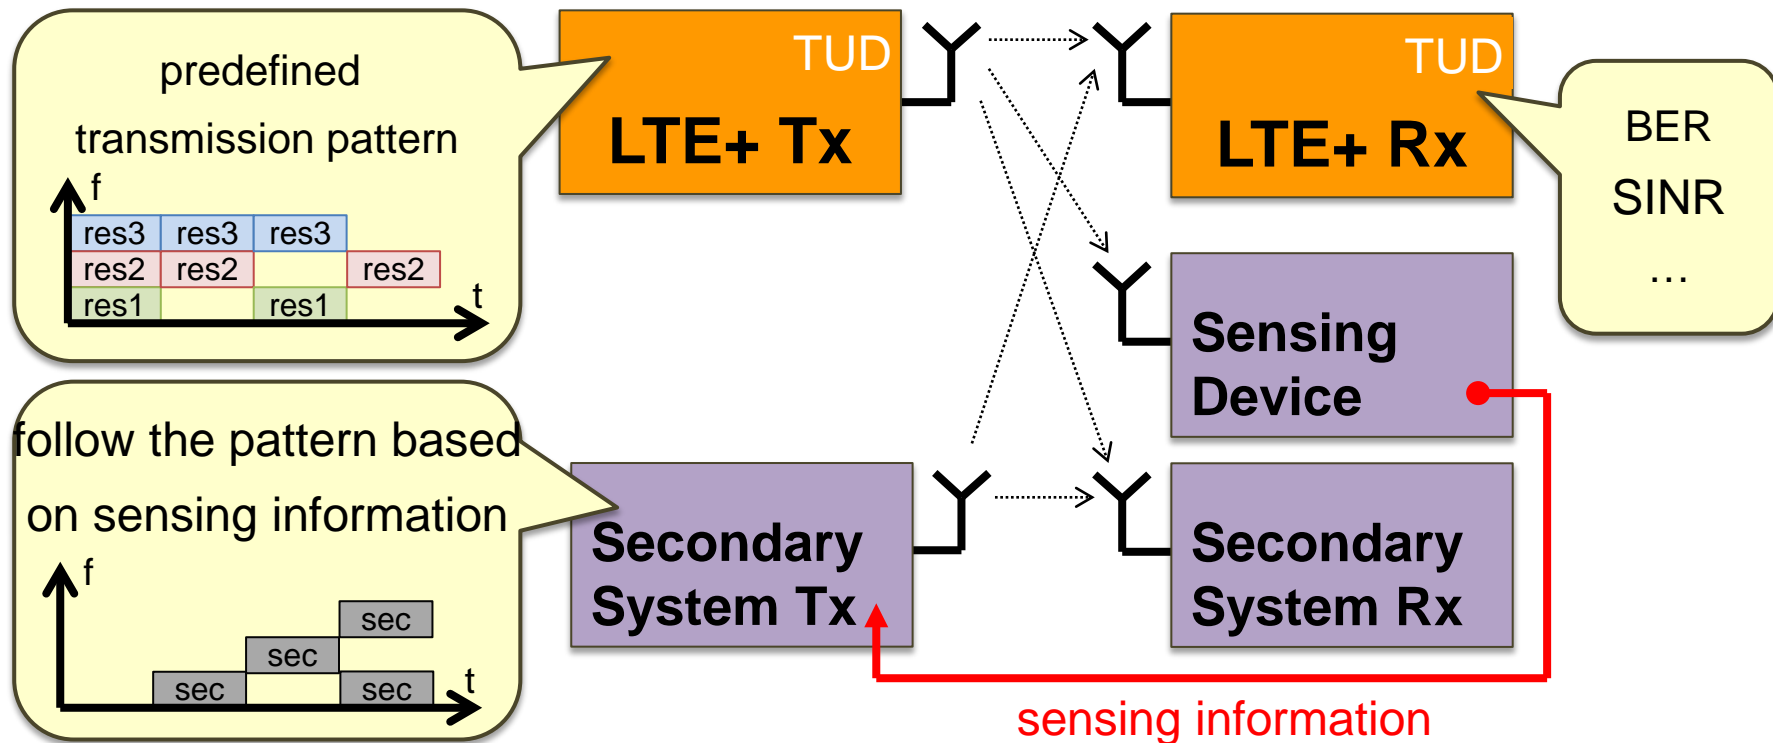 predefined
transmission pattern
f
res3 res3 res3
res2 res2 res2
res1 res1
t
TUD
LTE+ Tx
TUD
LTE+ Rx
BER
SINR
...
Sensing
Device
follow the pattern based
on sensing information
f
sec
sec
sec sec
t
Secondary
System Tx
Secondary
System Rx
sensing information